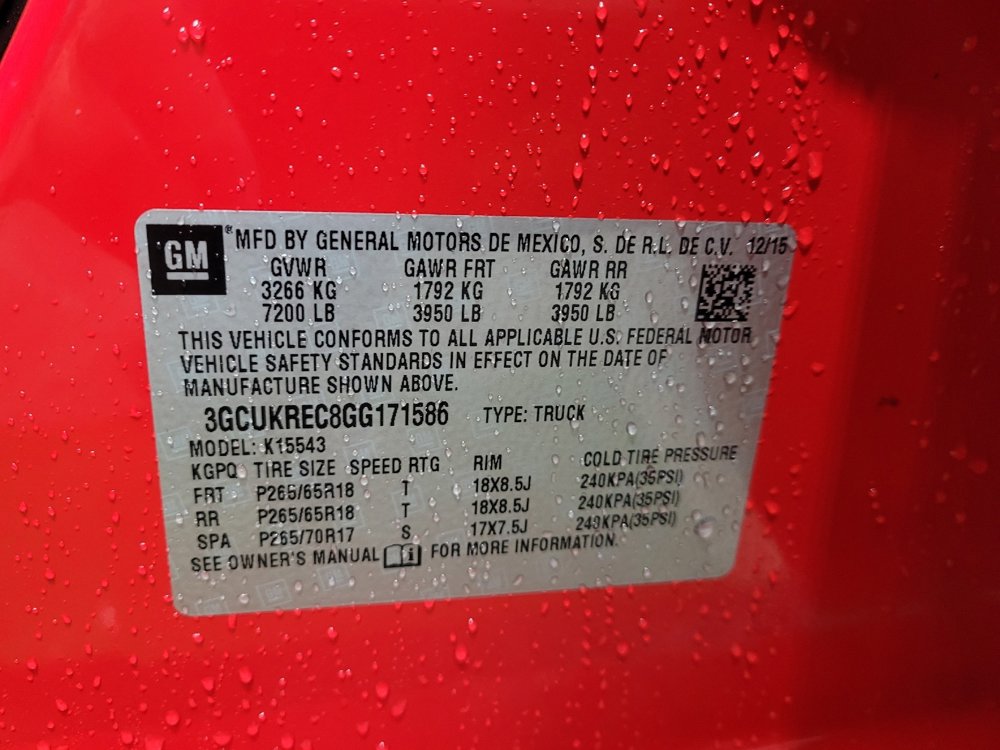 GM ® MFD BY GENERAL MOTORS DE MEXICO, S. DE R.L. DE C.V. 12/15
GVWR GAWR FRT GAWR RR
3266 KG 1792 KG 1792 KG
7200 LB 3950 LB 3950 LB
THIS VEHICLE CONFORMS TO ALL APPLICABLE U.S. FEDERAL MOTOR
VEHICLE SAFETY STANDARDS IN EFFECT ON THE DATE OF
MANUFACTURE SHOWN ABOVE.
3GCUKREC8GG171586 TYPE: TRUCK
MODEL: K15543
KGPQ TIRE SIZE SPEED RTG RIM COLD TIRE PRESSURE
FRT P265/65R18 T 18X8.5J 240KPA(35PSI)
RR P265/65R18 T 18X8.5J 240KPA(35PSI)
SPA P265/70R17 S 17X7.5J 240KPA(35PSI)
SEE OWNER'S MANUAL FOR MORE INFORMATION.